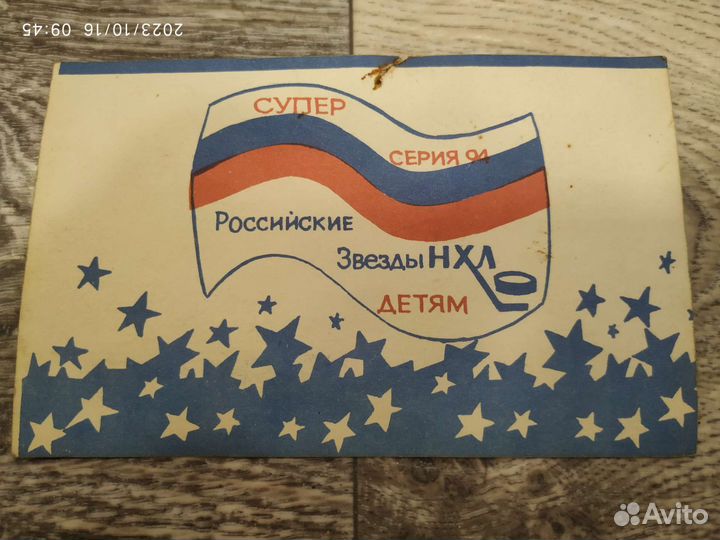 2023/10/16 09:45
СУПЕР
СЕРИЯ 94
РОССИЙСКИЕ
ЗВЕЗДЫ НХЛ
ДЕТЯМ
Avito